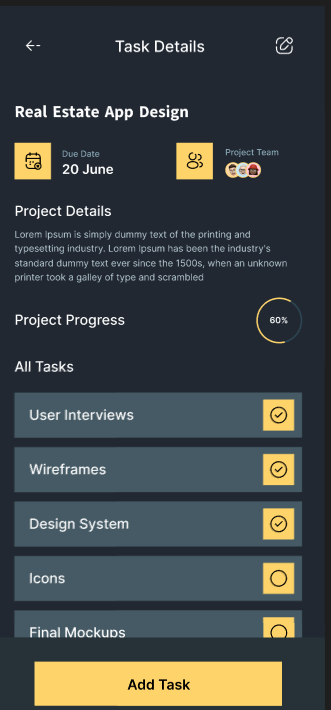 Task Details
Real Estate App Design
Due Date
20 June
Project Team
Project Details
Lorem Ipsum is simply dummy text of the printing and
typesetting industry. Lorem Ipsum has been the industry's
standard dummy text ever since the 1500s, when an unknown
printer took a galley of type and scrambled
Project Progress
60%
All Tasks
User Interviews
Wireframes
Design System
Icons
Final Mockups
Add Task